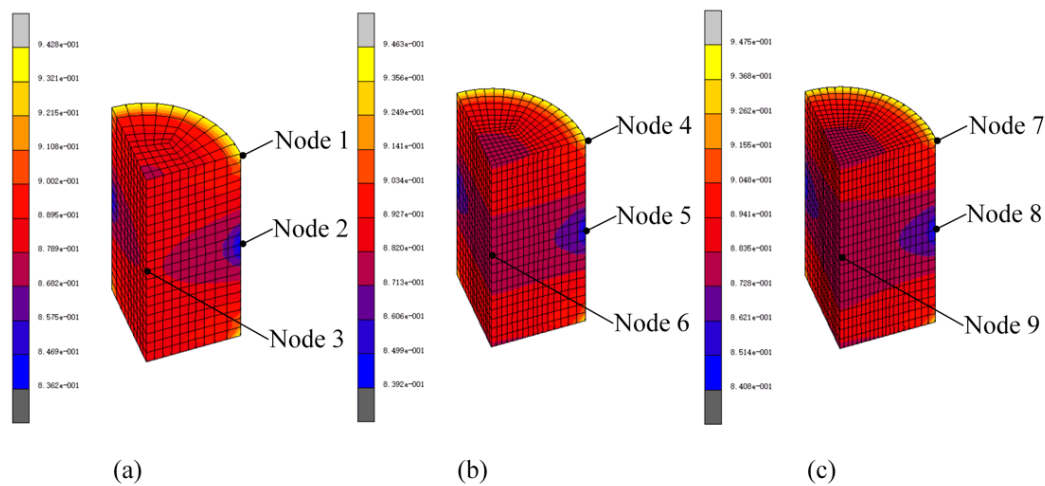 9.428e-001
9.321e-001
9.215e-001
9.108e-001
9.002e-001
8.895e-001
8.789e-001
8.682e-001
8.575e-001
8.469e-001
8.362e-001
Node 1
Node 2
Node 3
(a)
9.463e-001
9.356e-001
9.249e-001
9.141e-001
9.034e-001
8.927e-001
8.820e-001
8.713e-001
8.606e-001
8.499e-001
8.392e-001
Node 4
Node 5
Node 6
(b)
9.475e-001
9.368e-001
9.262e-001
9.155e-001
9.048e-001
8.941e-001
8.835e-001
8.728e-001
8.621e-001
8.514e-001
8.408e-001
Node 7
Node 8
Node 9
(c)